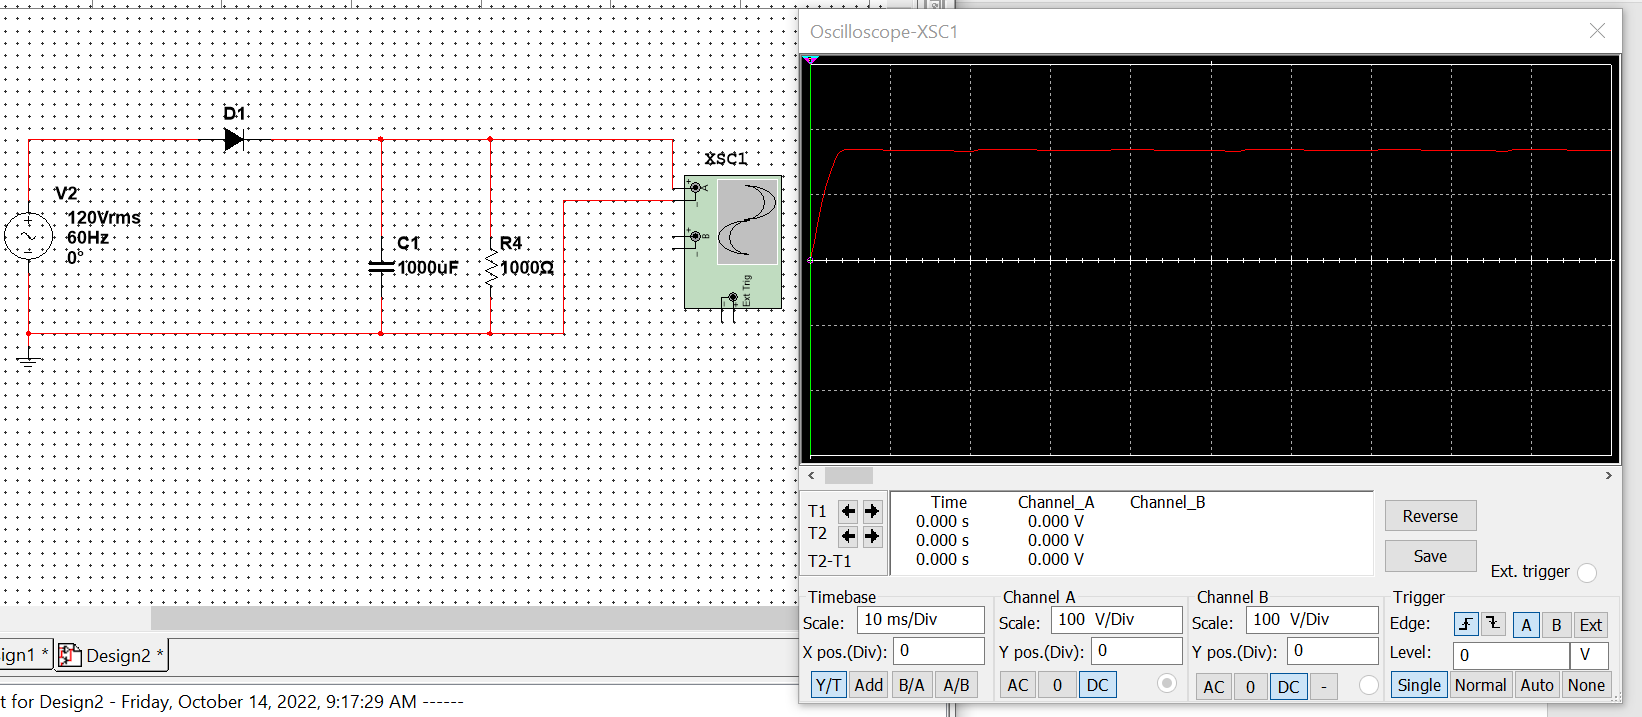 Oscilloscope-XSC1
D1
XSC1
V2
120Vrms
60Hz
0°
C1
1000uF
R4
1000Ω
+
A
−
+
B
−
Ext Trig
Time Channel_A Channel_B
T1 0.000 s 0.000 V
T2 0.000 s 0.000 V
T2-T1 0.000 s 0.000 V
Reverse
Save
Ext. trigger
Timebase
Scale: 10 ms/Div
X pos.(Div): 0
Y/T Add B/A A/B
Channel A
Scale: 100 V/Div
Y pos.(Div): 0
AC 0 DC
Channel B
Scale: 100 V/Div
Y pos.(Div): 0
AC 0 DC -
Trigger
Edge: A B Ext
Level: 0 V
Single Normal Auto None
ign1 * Design2 *
t for Design2 - Friday, October 14, 2022, 9:17:29 AM ------